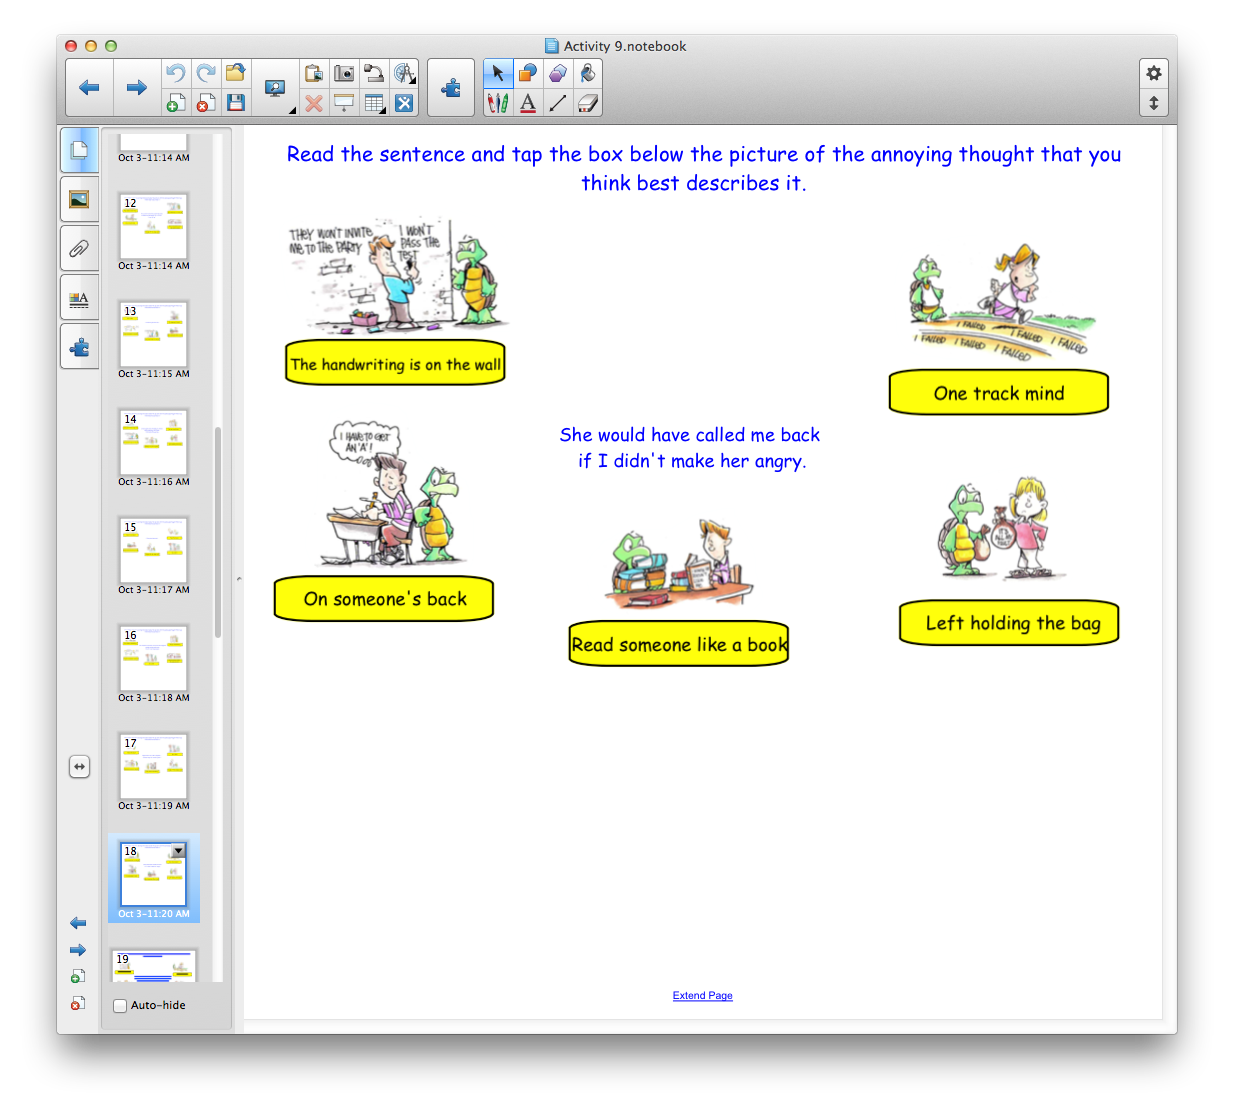 Activity 9.notebook
Oct 3-11:14 AM
12
Oct 3-11:14 AM
13
Oct 3-11:15 AM
14
Oct 3-11:16 AM
15
Oct 3-11:17 AM
16
Oct 3-11:18 AM
17
Oct 3-11:19 AM
18
Oct 3-11:20 AM
19
Auto-hide
Read the sentence and tap the box below the picture of the annoying thought that you
think best describes it.
THEY WON'T INVITE
ME TO THE PARTY
I WON'T
PASS THE
TEST
The handwriting is on the wall
I FAILED I FAILED I FAILED
I FAILED I FAILED I FAILED
One track mind
I HAVE TO GET
AN 'A'!
On someone's back
She would have called me back
if I didn't make her angry.
Read someone like a book
Left holding the bag
Extend Page